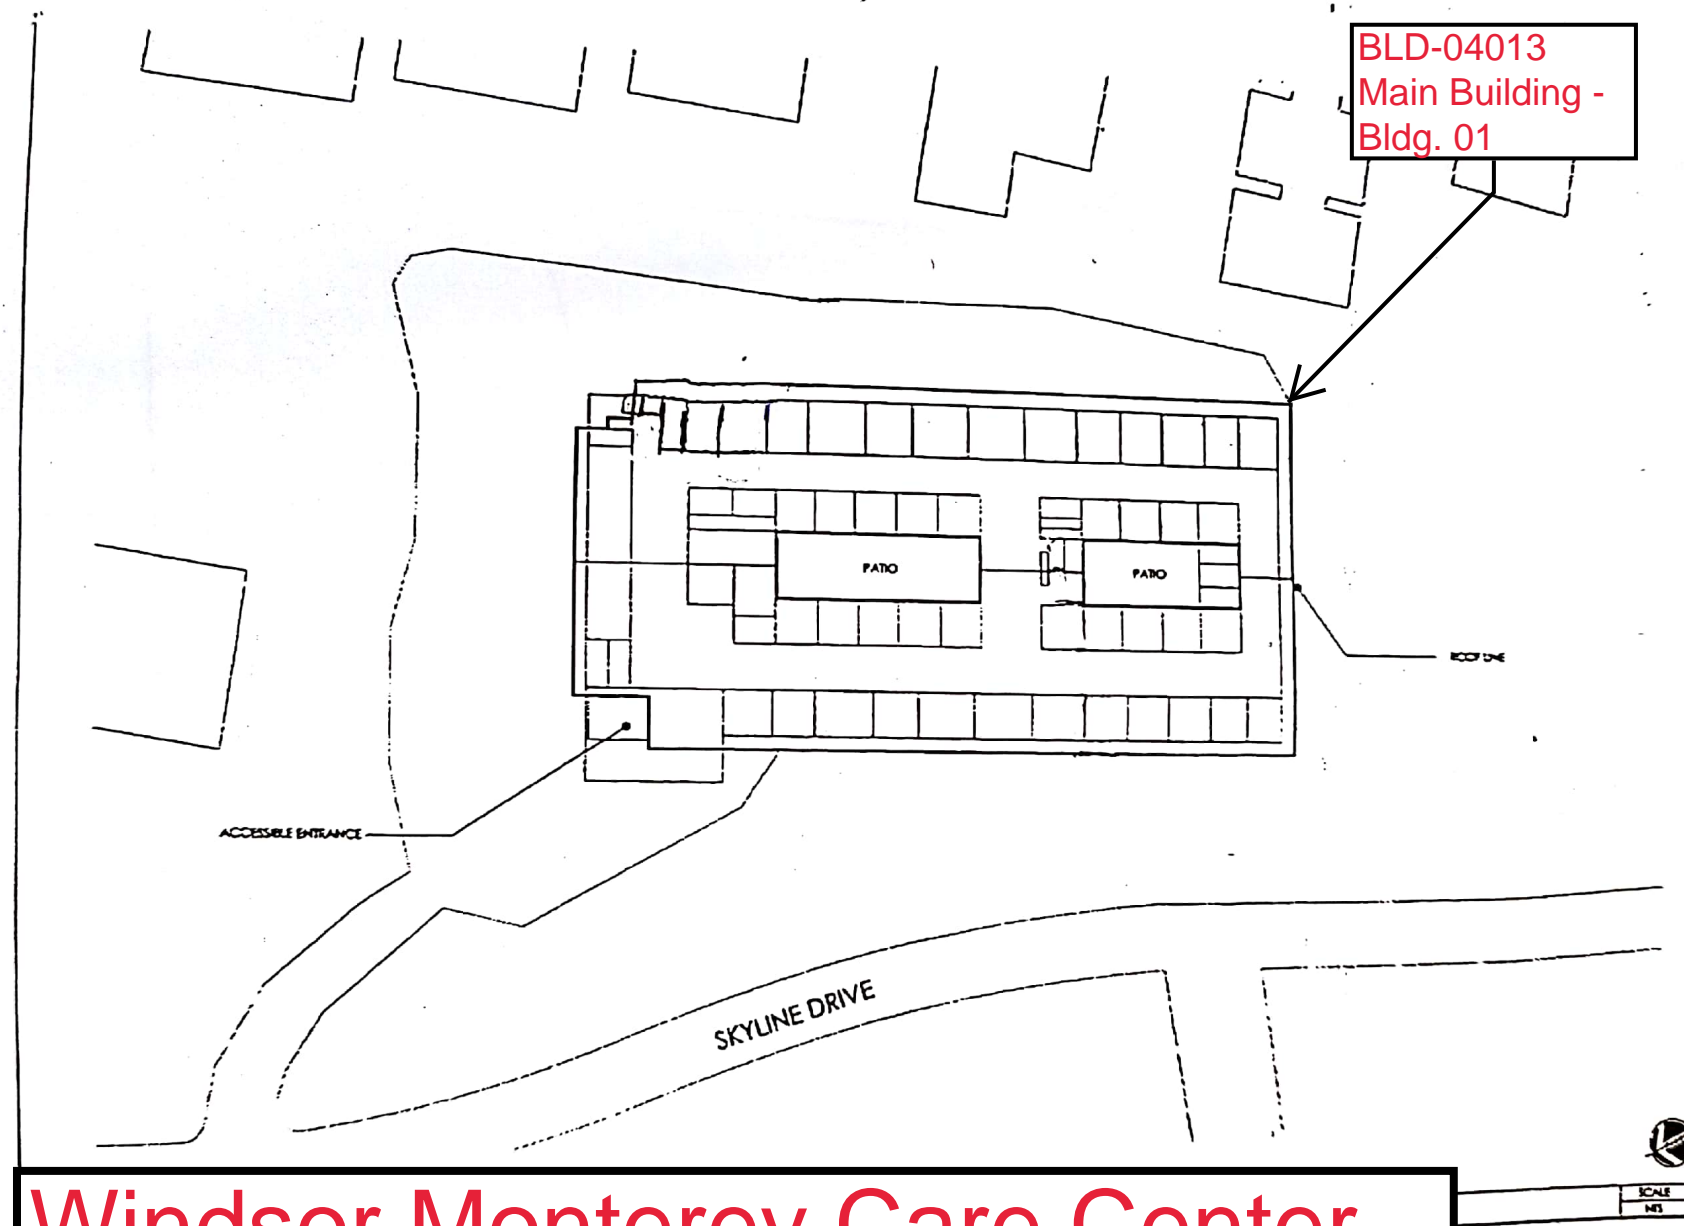 BLD-04013
Main Building -
Bldg. 01
PATIO
PATIO
ROOF LINE
ACCESSIBLE ENTRANCE
SKYLINE DRIVE
SCALE
NTS
Windsor Monterey Care Center